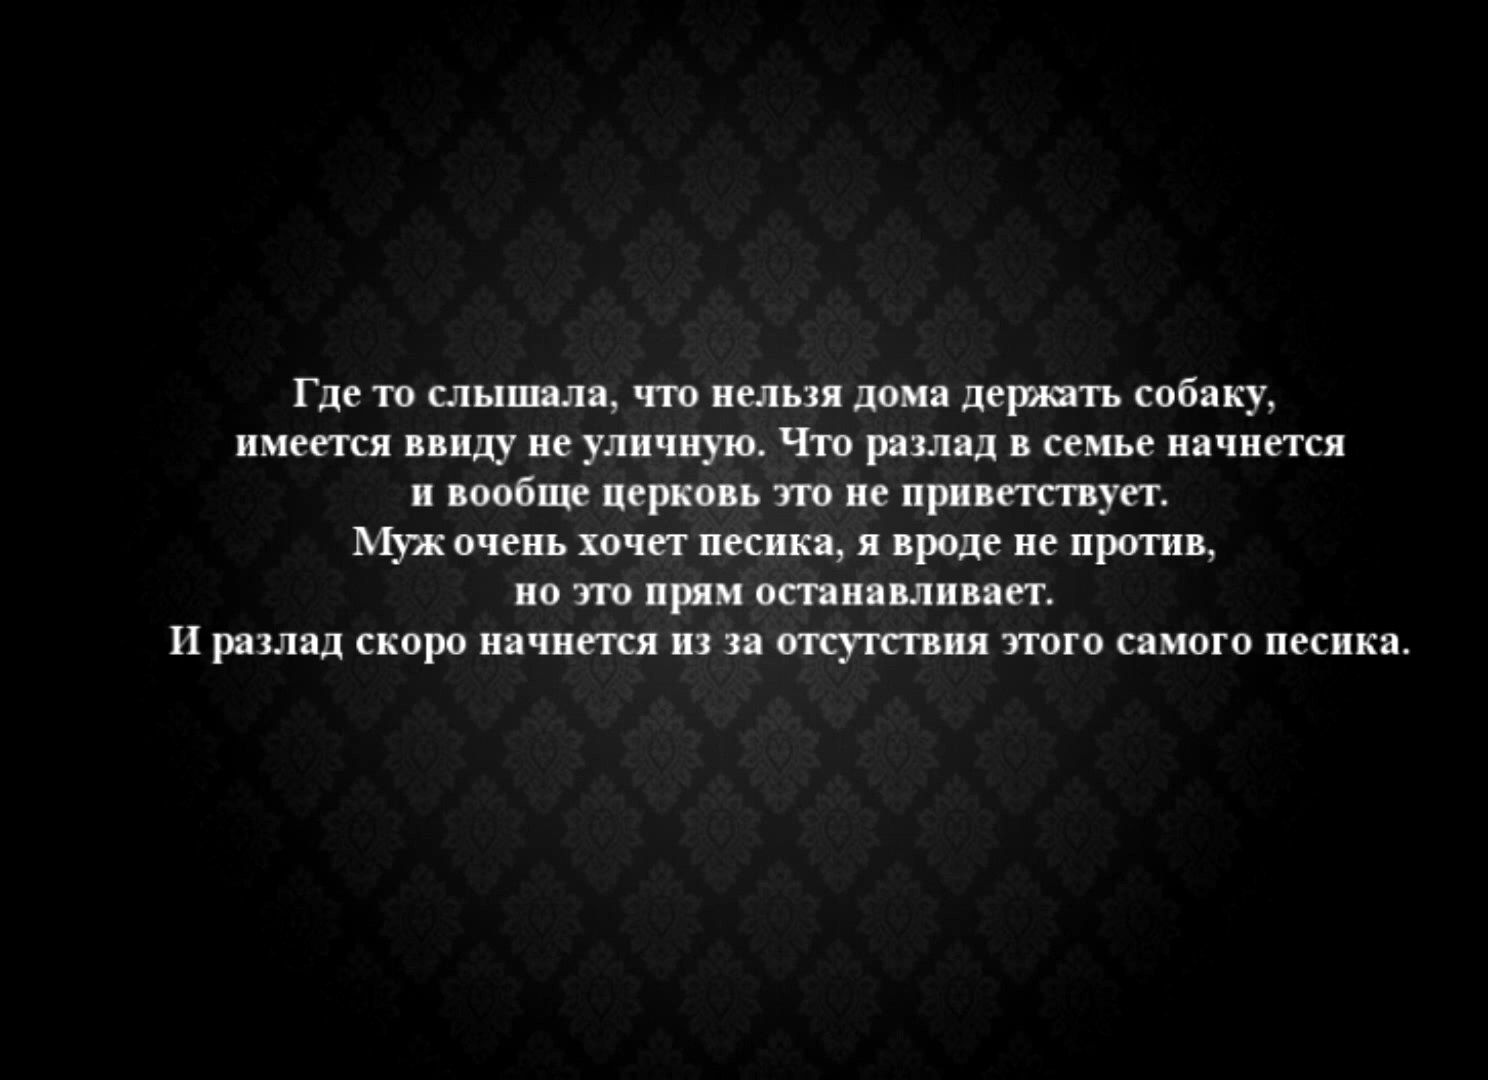 Где то слышала, что нельзя дома держать собаку,
имеется ввиду не уличную. Что разлад в семье начнется
и вообще церковь это не приветствует.
Муж очень хочет песика, я вроде не против,
но это прям останавливает.
И разлад скоро начнется из за отсутствия этого самого песика.